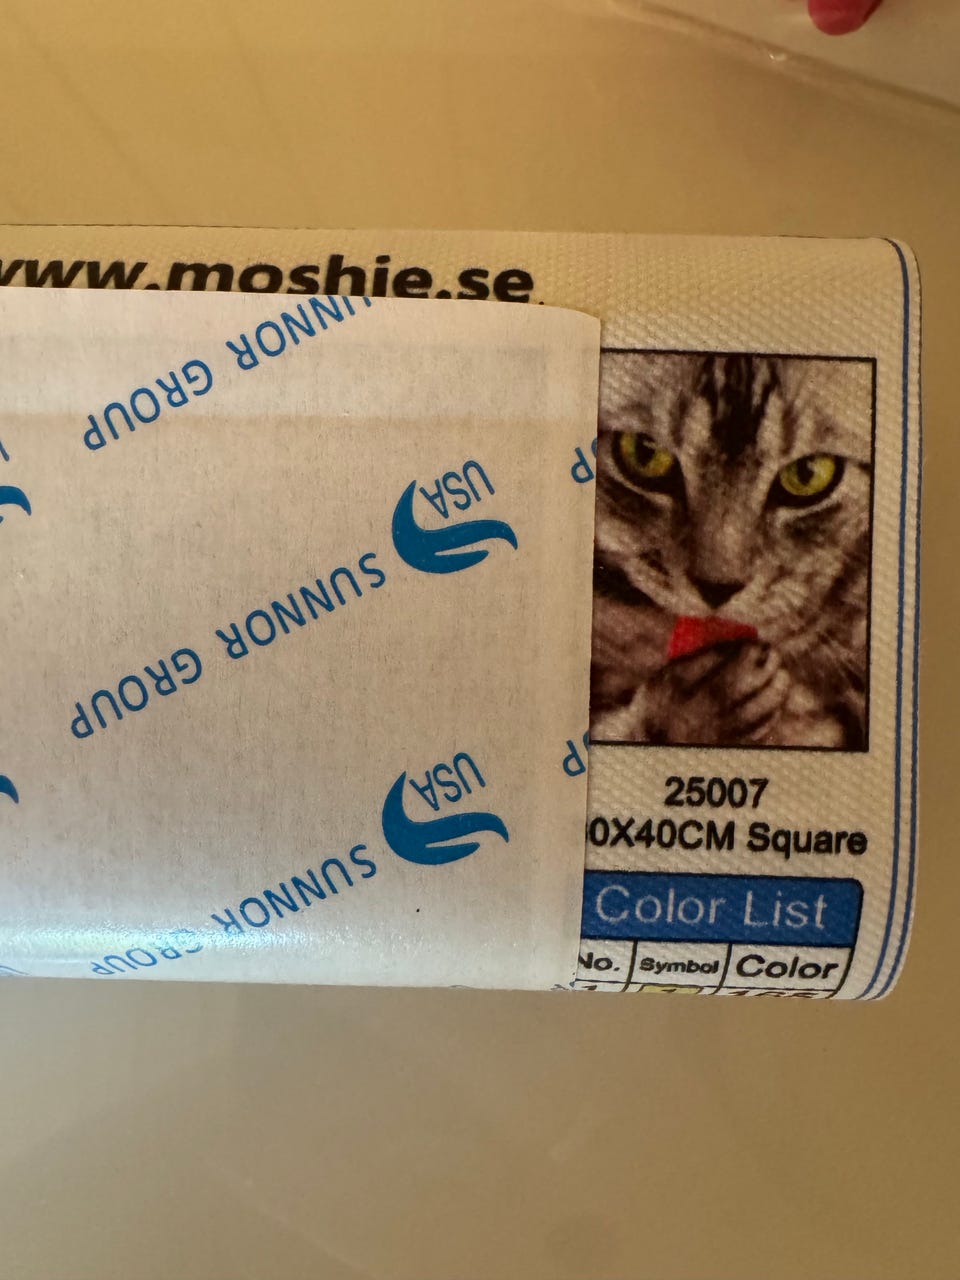 www.moshie.se
SUNNOR GROUP
USA
SUNNOR GROUP
USA
SUNNOR GROUP
25007
0X40CM Square
Color List
No. Symbol Color